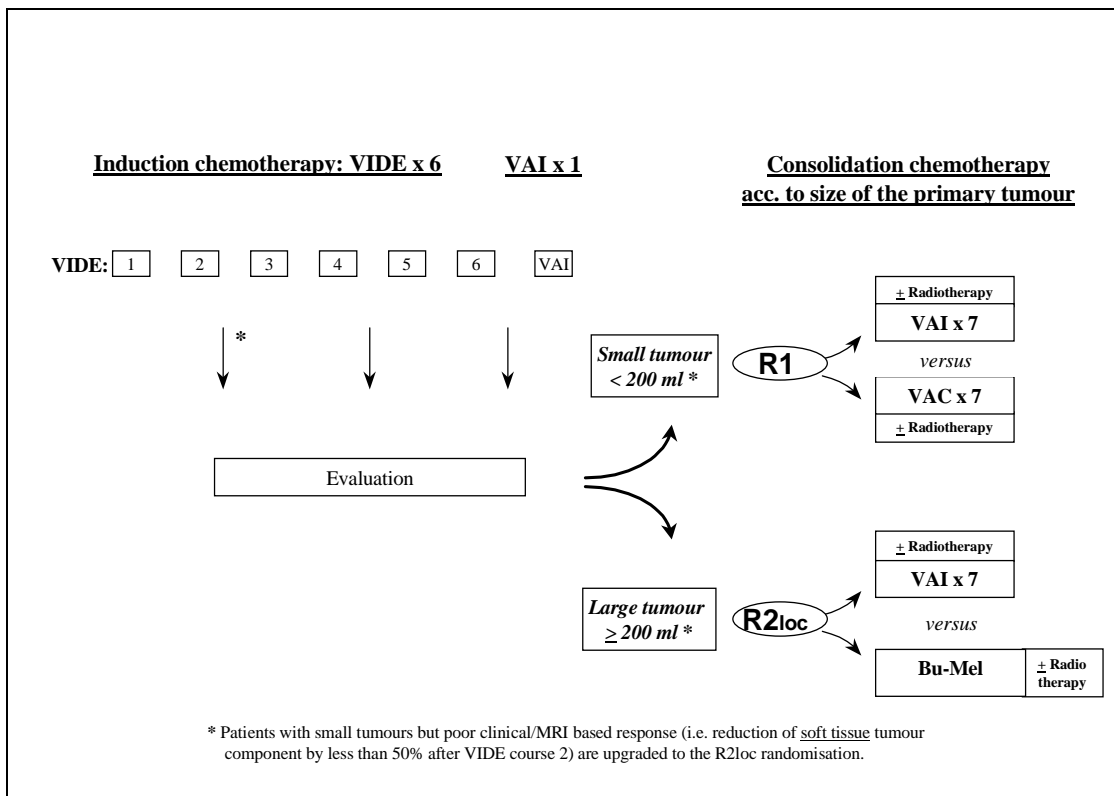 Induction chemotherapy: VIDE x 6 VAI x 1
Consolidation chemotherapy
acc. to size of the primary tumour
VIDE: 1 2 3 4 5 6 VAI
*
Evaluation
Small tumour
< 200 ml *
R1
+ Radiotherapy
VAI x 7
versus
VAC x 7
+ Radiotherapy
Large tumour
> 200 ml *
R2loc
+ Radiotherapy
VAI x 7
versus
Bu-Mel
+ Radio
therapy
* Patients with small tumours but poor clinical/MRI based response (i.e. reduction of soft tissue tumour
component by less than 50% after VIDE course 2) are upgraded to the R2loc randomisation.